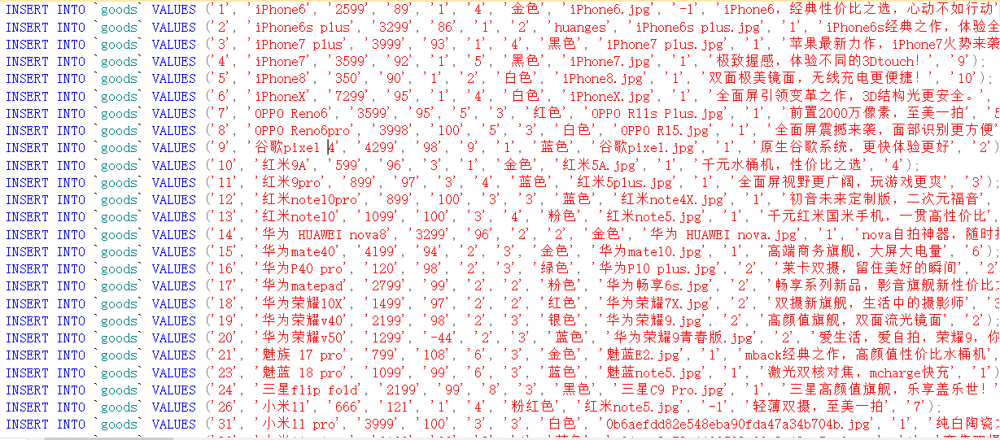 INSERT INTO `goods` VALUES ('1', 'iPhone6', '2599', '89', '1', '4', '金色', 'iPhone6.jpg', '-1', 'iPhone6, 经典性价比之选, 心动不如行动'
INSERT INTO `goods` VALUES ('2', 'iPhone6s plus', '3299', '86', '1', '2', 'huanges', 'iPhone6s plus.jpg', '1', 'iPhone6s经典之作, 体验全
INSERT INTO `goods` VALUES ('3', 'iPhone7 plus', '3999', '93', '1', '4', '黑色', 'iPhone7 plus.jpg', '1', '苹果最新力作, iPhone7火势来袭
INSERT INTO `goods` VALUES ('4', 'iPhone7', '3599', '92', '1', '5', '黑色', 'iPhone7.jpg', '1', '极致握感, 体验不同的3Dtouch!', '9');
INSERT INTO `goods` VALUES ('5', 'iPhone8', '350', '90', '1', '2', '白色', 'iPhone8.jpg', '1', '双面极美镜面, 无线充电更便捷!', '10');
INSERT INTO `goods` VALUES ('6', 'iPhoneX', '7299', '95', '1', '4', '白色', 'iPhoneX.jpg', '1', '全面屏引领变革之作, 3D结构光更安全。',
INSERT INTO `goods` VALUES ('7', 'OPPO Reno6', '3599', '95', '5', '3', '红色', 'OPPO R11s Plus.jpg', '1', '前置2000万像素, 至美一拍',
INSERT INTO `goods` VALUES ('8', 'OPPO Reno6pro', '3998', '100', '5', '3', '白色', 'OPPO R15.jpg', '1', '全面屏震撼来袭, 面部识别更方便'
INSERT INTO `goods` VALUES ('9', '谷歌pixel 4', '4299', '98', '9', '1', '蓝色', '谷歌pixel.jpg', '1', '原生谷歌系统, 更快体验更好', '2')
INSERT INTO `goods` VALUES ('10', '红米9A', '599', '96', '3', '1', '金色', '红米5A.jpg', '1', '千元水桶机, 性价比之选', '4');
INSERT INTO `goods` VALUES ('11', '红米9pro', '899', '97', '3', '4', '蓝色', '红米5plus.jpg', '1', '全面屏视野更广阔, 玩游戏更爽', '3');
INSERT INTO `goods` VALUES ('12', '红米note10pro', '899', '100', '3', '3', '蓝色', '红米note4X.jpg', '1', '初音未来定制版, 二次元福音',
INSERT INTO `goods` VALUES ('13', '红米note10', '1099', '100', '3', '4', '粉色', '红米note5.jpg', '1', '千元红米国米手机, 一贯高性价比',
INSERT INTO `goods` VALUES ('14', '华为 HUAWEI nova8', '3299', '96', '2', '2', '金色', '华为 HUAWEI nova.jpg', '1', 'nova自拍神器, 随时
INSERT INTO `goods` VALUES ('15', '华为mate40', '4199', '94', '2', '3', '金色', '华为mate10.jpg', '1', '高端商务旗舰, 大屏大电量', '6');
INSERT INTO `goods` VALUES ('16', '华为P40 pro', '120', '98', '2', '3', '绿色', '华为P10 plus.jpg', '2', '莱卡双摄, 留住美好的瞬间', '2'
INSERT INTO `goods` VALUES ('17', '华为matepad', '2799', '99', '2', '2', '粉色', '华为畅享6s.jpg', '2', '畅享系列新品, 影音旗舰新性价比
INSERT INTO `goods` VALUES ('18', '华为荣耀10X', '1499', '97', '2', '2', '红色', '华为荣耀7X.jpg', '2', '双摄新旗舰, 生活中的摄影师', '3
INSERT INTO `goods` VALUES ('19', '华为荣耀v40', '2199', '98', '2', '3', '银色', '华为荣耀9.jpg', '2', '高颜值旗舰, 双面流光镜面', '2');
INSERT INTO `goods` VALUES ('20', '华为荣耀v50', '1299', '-44', '2', '3', '蓝色', '华为荣耀9青春版.jpg', '2', '爱生活, 爱自拍, 荣耀9, 你
INSERT INTO `goods` VALUES ('21', '魅族 17 pro', '799', '108', '6', '3', '金色', '魅蓝E2.jpg', '1', 'mback经典之作, 高颜值性价比水桶机'
INSERT INTO `goods` VALUES ('23', '魅蓝 18 pro', '1099', '99', '6', '3', '蓝色', '魅蓝note5.jpg', '1', '激光双核对焦, mcharge快充', '1')
INSERT INTO `goods` VALUES ('24', '三星flip fold', '2199', '99', '8', '3', '黑色', '三星C9 Pro.jpg', '1', '三星高颜值旗舰, 乐享盖乐世!
INSERT INTO `goods` VALUES ('26', '小米11', '666', '121', '1', '4', '粉红色', '红米note5.jpg', '-1', '轻薄双摄, 至美一拍', '7');
INSERT INTO `goods` VALUES ('31', '小米11 pro', '3999', '100', '3', '3', '白色', '0b6aefdd82e548eba90fda47a34b704b.jpg', '1', '纯白陶瓷